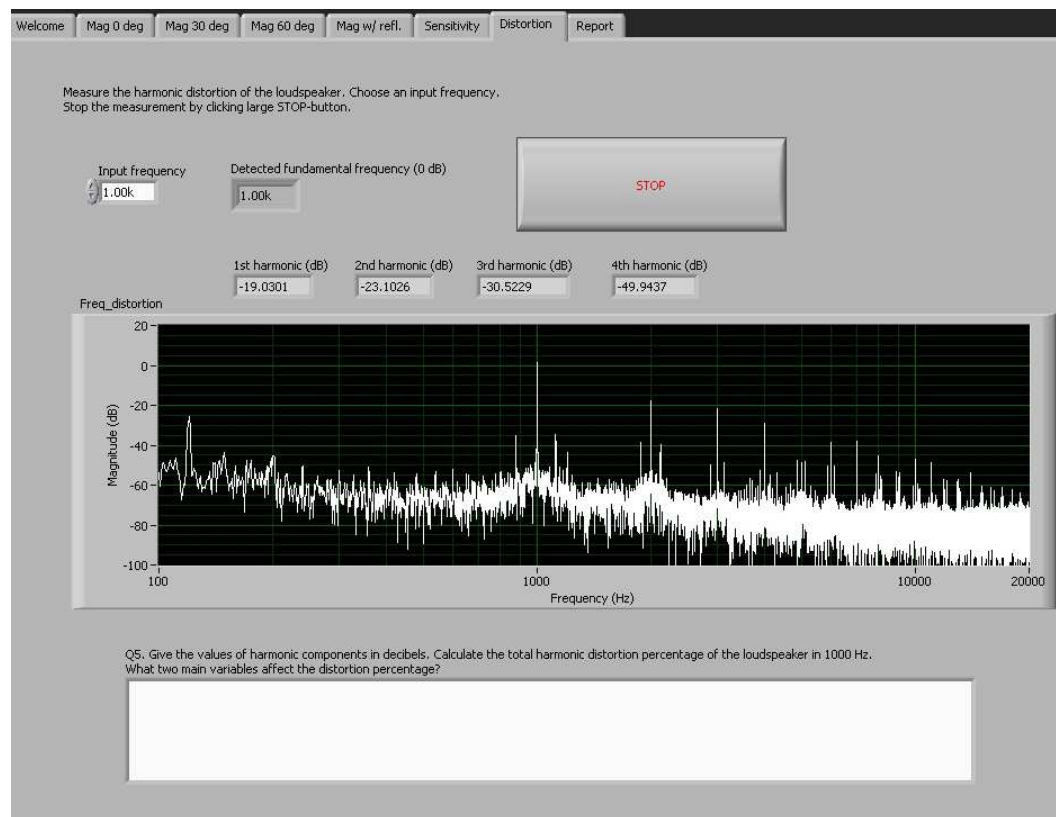 Welcome Mag 0 deg Mag 30 deg Mag 60 deg Mag w/ refl. Sensitivity Distortion Report
Measure the harmonic distortion of the loudspeaker. Choose an input frequency.
Stop the measurement by clicking large STOP-button.
Input frequency
1.00k
Detected fundamental frequency (0 dB)
1.00k
STOP
1st harmonic (dB) 2nd harmonic (dB) 3rd harmonic (dB) 4th harmonic (dB)
-19.0301 -23.1026 -30.5229 -49.9437
Freq_distortion
Magnitude (dB)
20
0
-20
-40
-60
-80
-100
100 1000 10000 20000
Frequency (Hz)
Q5. Give the values of harmonic components in decibels. Calculate the total harmonic distortion percentage of the loudspeaker in 1000 Hz.
What two main variables affect the distortion percentage?